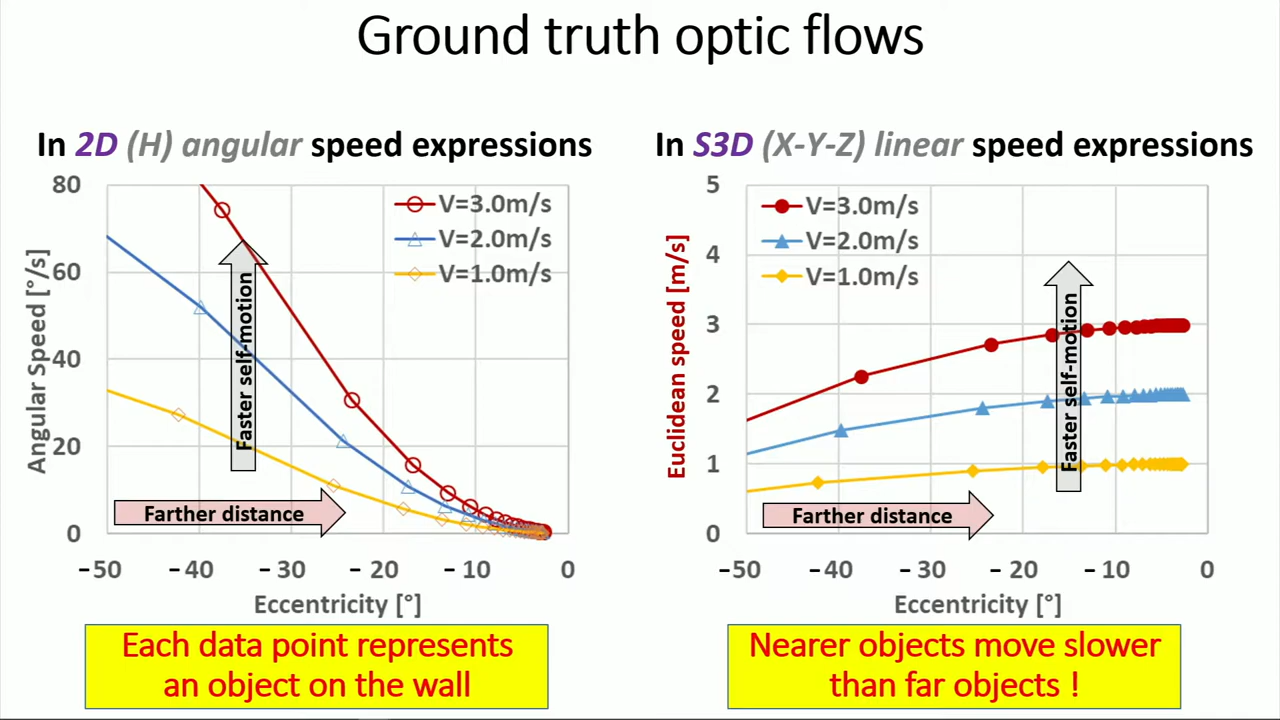 Ground truth optic flows
In 2D (H) angular speed expressions
80
60
40
20
0
Angular Speed [°/s]
V=3.0m/s
V=2.0m/s
V=1.0m/s
Faster self-motion
Farther distance
−50
−40
−30
−20
−10
0
Eccentricity [°]
Each data point represents
an object on the wall
In S3D (X-Y-Z) linear speed expressions
5
4
3
2
1
0
Euclidean speed [m/s]
V=3.0m/s
V=2.0m/s
V=1.0m/s
Faster self-motion
Farther distance
−50
−40
−30
−20
−10
0
Eccentricity [°]
Nearer objects move slower
than far objects !